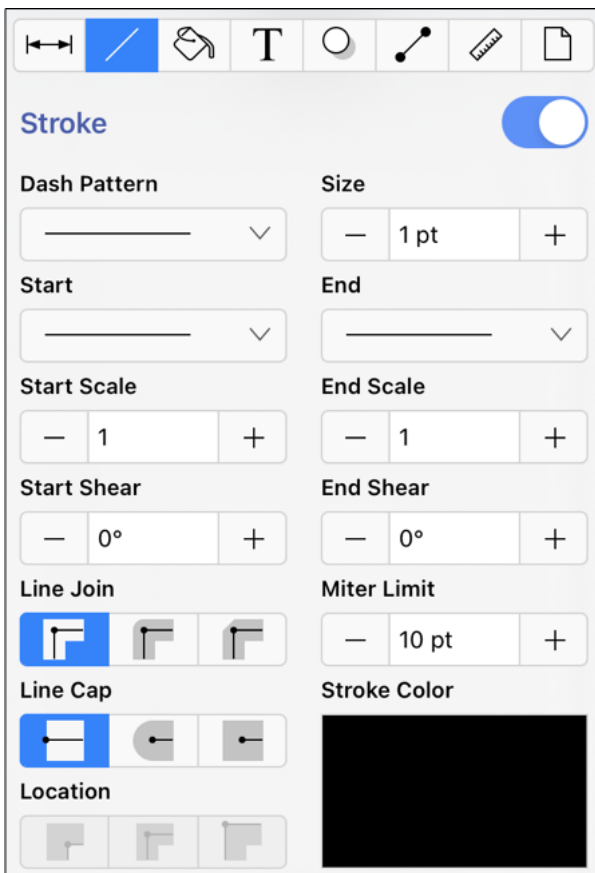 T
Stroke
Dash Pattern Size
1 pt
Start End
Start Scale End Scale
1 1
Start Shear End Shear
0° 0°
Line Join Miter Limit
10 pt
Line Cap Stroke Color
Location